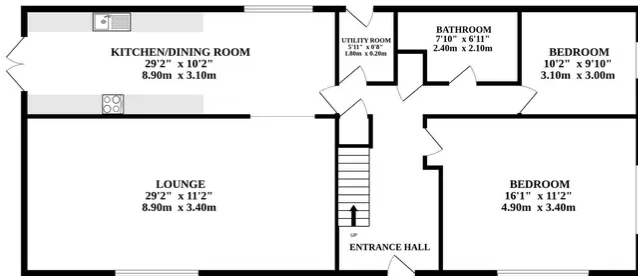 KITCHEN/DINING ROOM
29'2" x 10'2"
8.90m x 3.10m
UTILITY ROOM
5'11" x 0'8"
1.80m x 0.20m
BATHROOM
7'10" x 6'11"
2.40m x 2.10m
BEDROOM
10'2" x 9'10"
3.10m x 3.00m
LOUNGE
29'2" x 11'2"
8.90m x 3.40m
BEDROOM
16'1" x 11'2"
4.90m x 3.40m
UP
ENTRANCE HALL